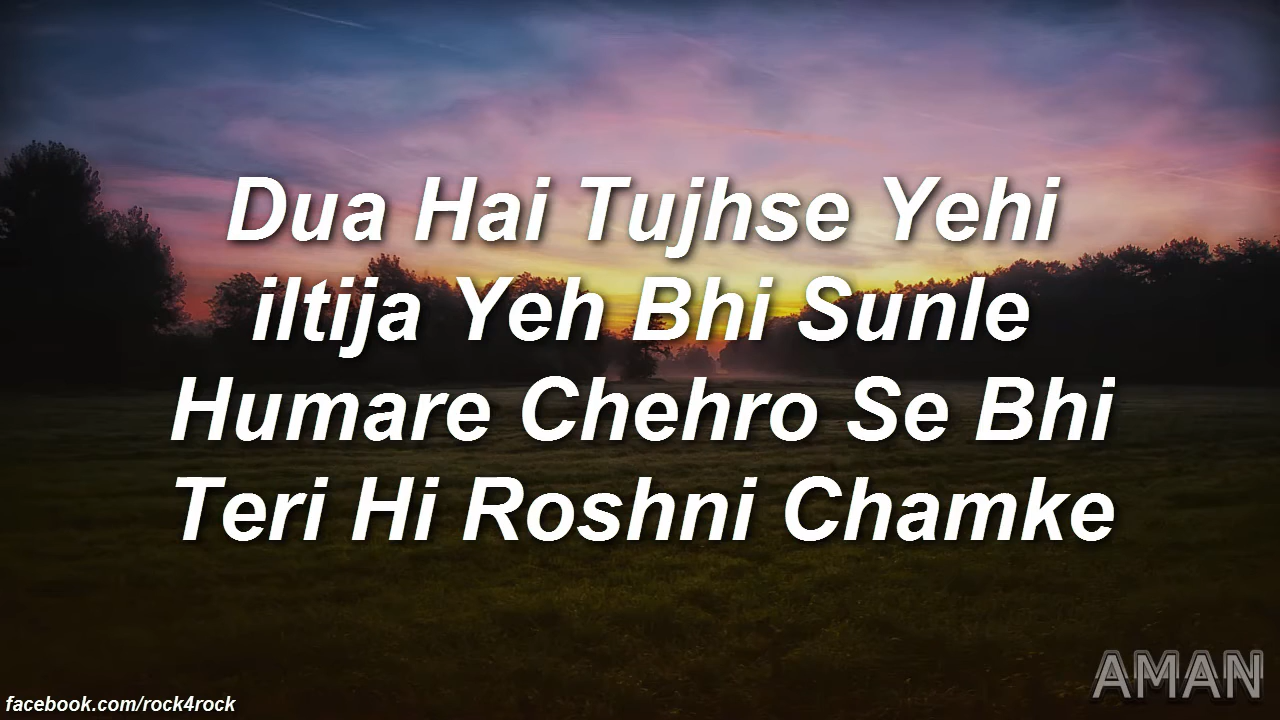 Dua Hai Tujhse Yehi
iltija Yeh Bhi Sunle
Humare Chehro Se Bhi
Teri Hi Roshni Chamke
AMAN
facebook.com/rock4rock